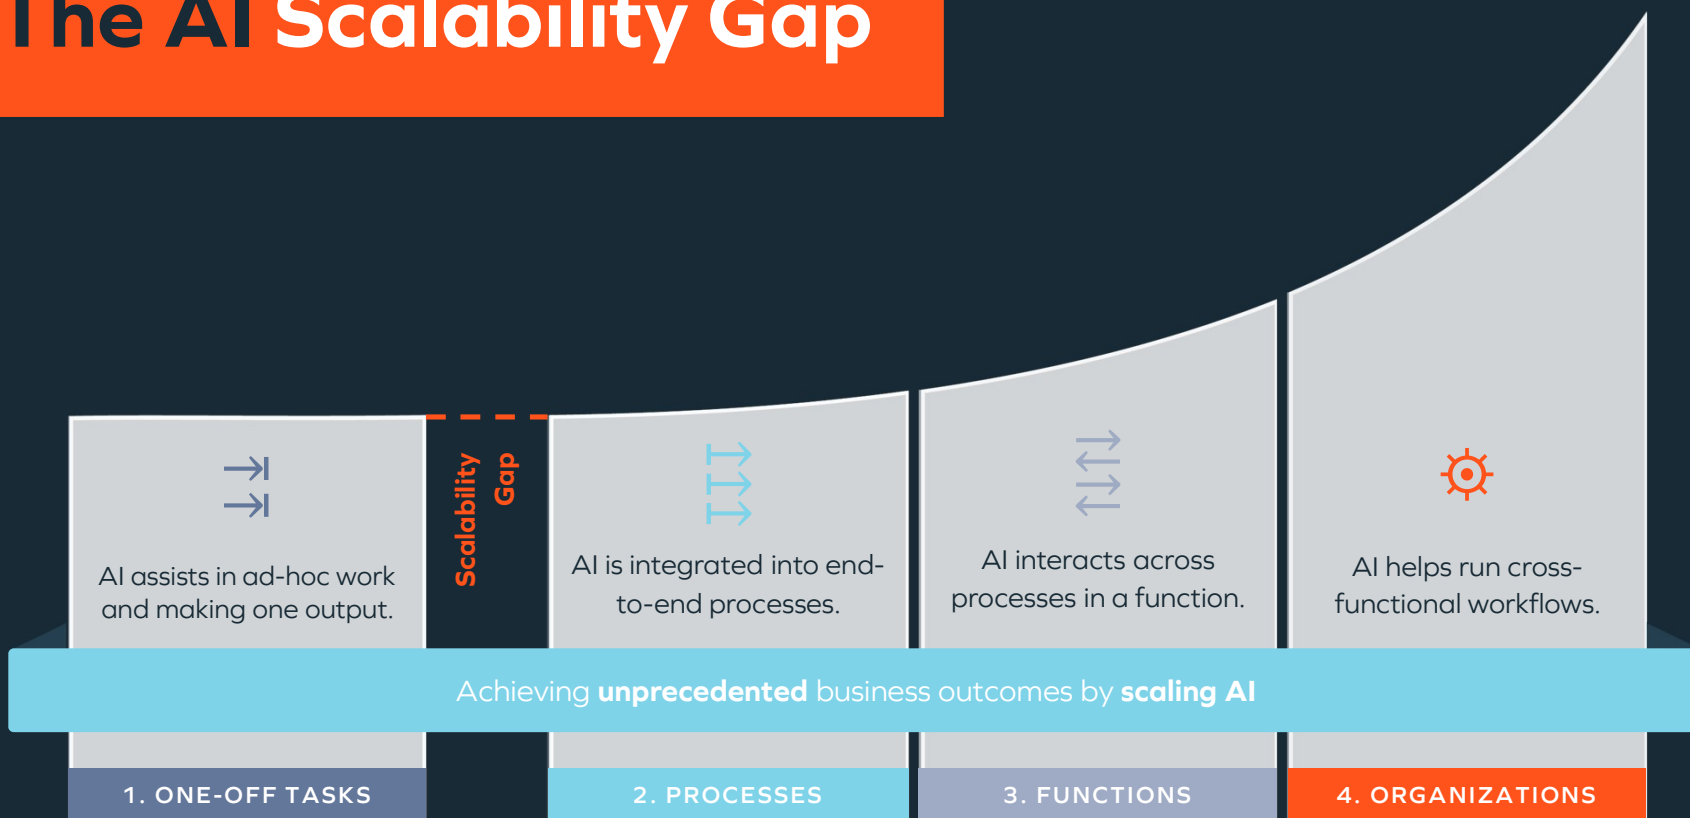 The AI Scalability Gap
Scalability
Gap
AI assists in ad-hoc work
and making one output.
AI is integrated into end-
to-end processes.
AI interacts across
processes in a function.
AI helps run cross-
functional workflows.
Achieving unprecedented business outcomes by scaling AI
1. ONE-OFF TASKS
2. PROCESSES
3. FUNCTIONS
4. ORGANIZATIONS